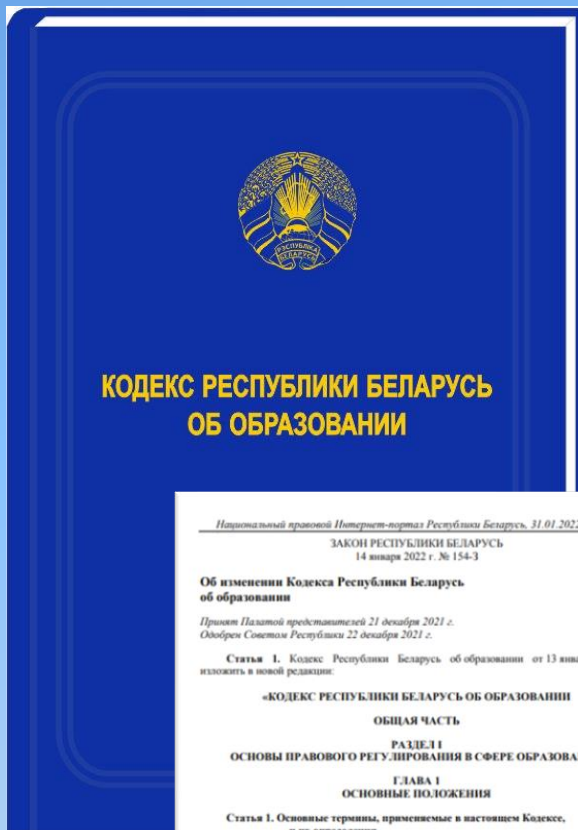 РЭСПУБЛІКА
БЕЛАРУСЬ
КОДЕКС РЕСПУБЛИКИ БЕЛАРУСЬ
ОБ ОБРАЗОВАНИИ
Национальный правовой Интернет-портал Республики Беларусь, 31.01.2022
ЗАКОН РЕСПУБЛИКИ БЕЛАРУСЬ
14 января 2022 г. № 154-З
Об изменении Кодекса Республики Беларусь
об образовании
Принят Палатой представителей 21 декабря 2021 г.
Одобрен Советом Республики 22 декабря 2021 г.
Статья 1. Кодекс Республики Беларусь об образовании от 13
изложить в новой редакции:
«КОДЕКС РЕСПУБЛИКИ БЕЛАРУСЬ ОБ ОБРАЗОВАНИИ
ОБЩАЯ ЧАСТЬ
РАЗДЕЛ I
ОСНОВЫ ПРАВОВОГО РЕГУЛИРОВАНИЯ В СФЕРЕ
ГЛАВА 1
ОСНОВНЫЕ ПОЛОЖЕНИЯ
Статья 1. Основные термины, применяемые в настоящем Кодексе,